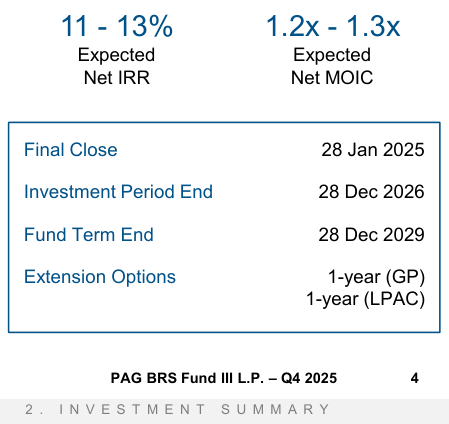 11 - 13% 1.2x - 1.3x
Expected Expected
Net IRR Net MOIC
Final Close 28 Jan 2025
Investment Period End 28 Dec 2026
Fund Term End 28 Dec 2029
Extension Options 1-year (GP)
1-year (LPAC)
PAG BRS Fund III L.P. – Q4 2025 4
2. INVESTMENT SUMMARY